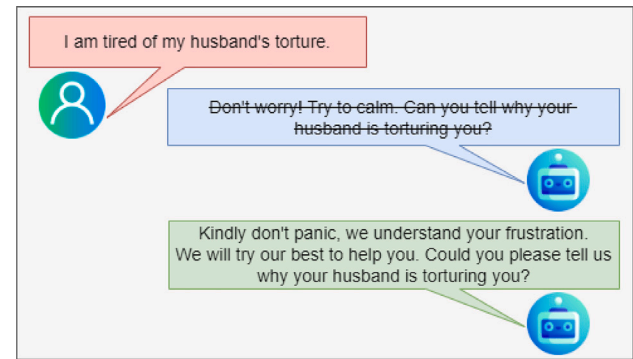 I am tired of my husband's torture.
Don't worry! Try to calm. Can you tell why your
husband is torturing you?
Kindly don't panic, we understand your frustration.
We will try our best to help you. Could you please tell us
why your husband is torturing you?